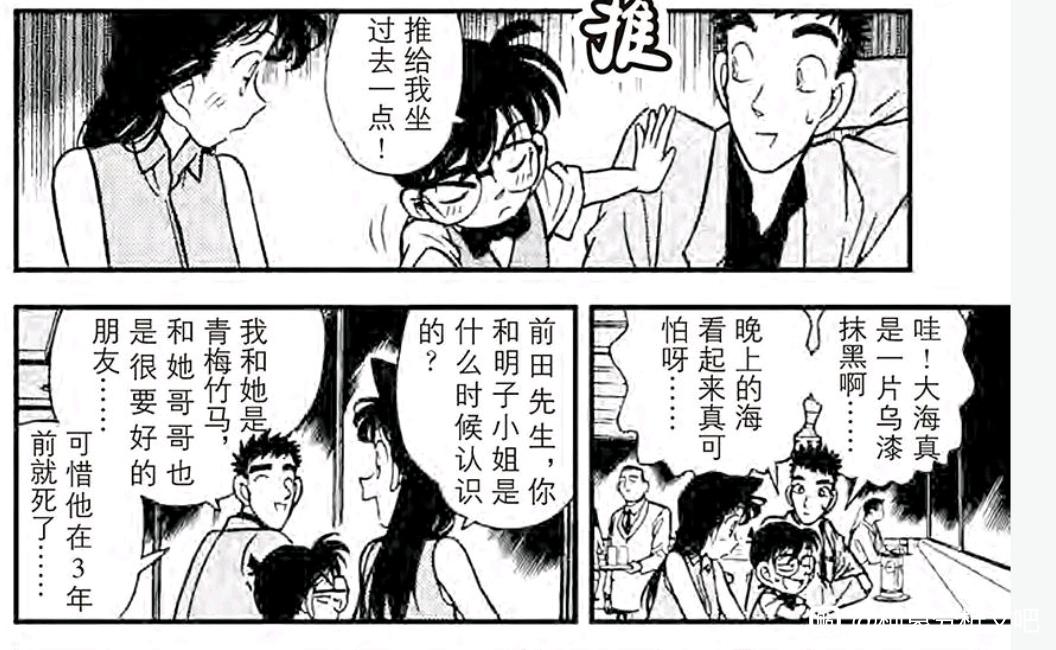 推
推给我坐
过去一点！
哇！大海真
是一片乌漆
抹黑啊……
晚上的海
看起来真可
怕呀……
前田先生，你
和明子小姐是
什么时候认识
的？
我和她是
青梅竹马，
和她哥哥也
是很要好的
朋友……
可惜他在3年
前就死了……